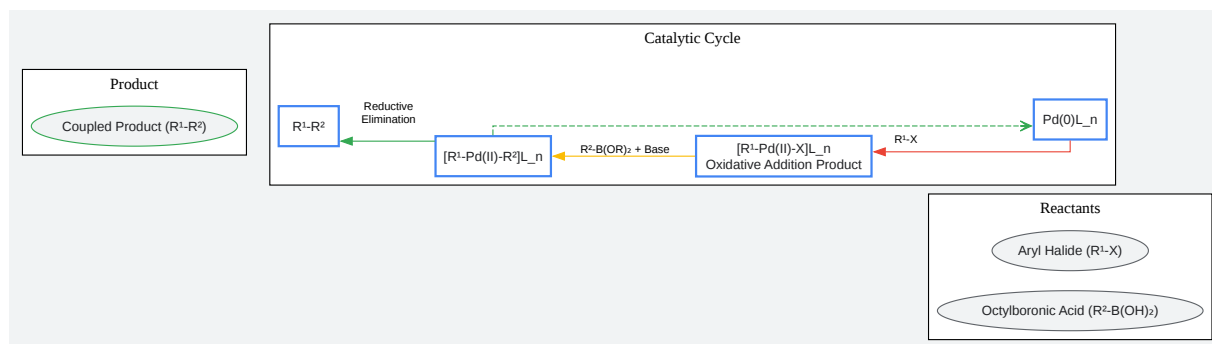 Catalytic Cycle
Product
Coupled Product (R¹-R²)
R¹-R²
Reductive
Elimination
[R¹-Pd(II)-R²]L_n
R²-B(OR)₂ + Base
[R¹-Pd(II)-X]L_n
Oxidative Addition Product
R¹-X
Pd(0)L_n
Reactants
Aryl Halide (R¹-X)
Octylboronic Acid (R²-B(OH)₂)